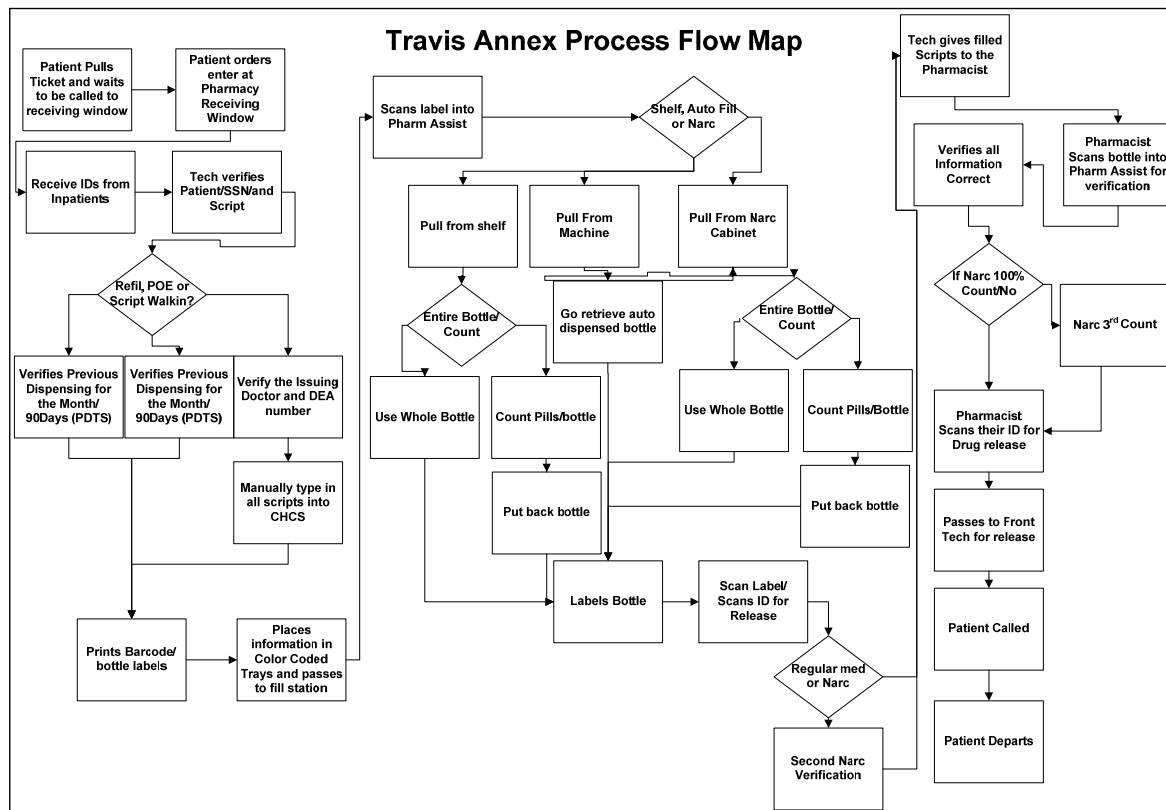 Travis Annex Process Flow Map
Patient Pulls
Ticket and waits
to be called to
receiving window
Patient orders
enter at
Pharmacy
Receiving
Window
Receive IDs from
Inpatients
Tech verifies
Patient/SSN/and
Script
Refil, POE or
Script Walkin?
Verifies Previous
Dispensing for
the Month/
90Days (PDTS)
Verifies Previous
Dispensing for
the Month/
90Days (PDTS)
Verify the Issuing
Doctor and DEA
number
Manually type in
all scripts into
CHCS
Prints Barcode/
bottle labels
Places
information in
Color Coded
Trays and passes
to fill station
Scans label into
Pharm Assist
Shelf, Auto Fill
or Narc
Pull from shelf
Pull From
Machine
Pull From Narc
Cabinet
Entire Bottle/
Count
Go retrieve auto
dispensed bottle
Entire Bottle/
Count
Use Whole Bottle
Count Pills/bottle
Use Whole Bottle
Count Pills/Bottle
Put back bottle
Put back bottle
Labels Bottle
Scan Label/
Scans ID for
Release
Regular med
or Narc
Second Narc
Verification
Tech gives filled
Scripts to the
Pharmacist
Pharmacist
Scans bottle into
Pharm Assist for
verification
Verifies all
Information
Correct
If Narc 100%
Count/No
Narc 3rd Count
Pharmacist
Scans their ID for
Drug release
Passes to Front
Tech for release
Patient Called
Patient Departs